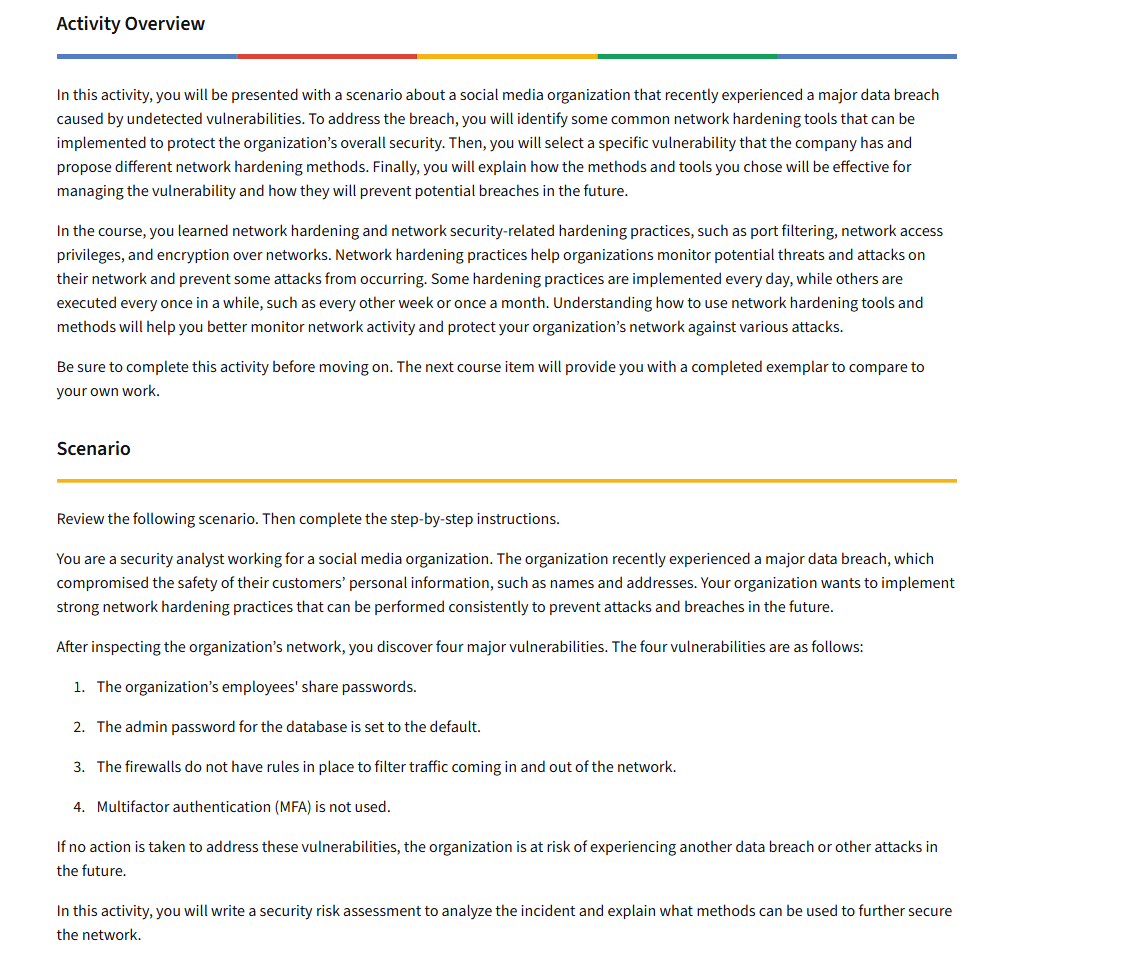 Activity Overview
In this activity, you will be presented with a scenario about a social media organization that recently experienced a major data breach
caused by undetected vulnerabilities. To address the breach, you will identify some common network hardening tools that can be
implemented to protect the organization’s overall security. Then, you will select a specific vulnerability that the company has and
propose different network hardening methods. Finally, you will explain how the methods and tools you chose will be effective for
managing the vulnerability and how they will prevent potential breaches in the future.
In the course, you learned network hardening and network security-related hardening practices, such as port filtering, network access
privileges, and encryption over networks. Network hardening practices help organizations monitor potential threats and attacks on
their network and prevent some attacks from occurring. Some hardening practices are implemented every day, while others are
executed every once in a while, such as every other week or once a month. Understanding how to use network hardening tools and
methods will help you better monitor network activity and protect your organization’s network against various attacks.
Be sure to complete this activity before moving on. The next course item will provide you with a completed exemplar to compare to
your own work.
Scenario
Review the following scenario. Then complete the step-by-step instructions.
You are a security analyst working for a social media organization. The organization recently experienced a major data breach, which
compromised the safety of their customers’ personal information, such as names and addresses. Your organization wants to implement
strong network hardening practices that can be performed consistently to prevent attacks and breaches in the future.
After inspecting the organization’s network, you discover four major vulnerabilities. The four vulnerabilities are as follows:
1. The organization’s employees' share passwords.
2. The admin password for the database is set to the default.
3. The firewalls do not have rules in place to filter traffic coming in and out of the network.
4. Multifactor authentication (MFA) is not used.
If no action is taken to address these vulnerabilities, the organization is at risk of experiencing another data breach or other attacks in
the future.
In this activity, you will write a security risk assessment to analyze the incident and explain what methods can be used to further secure
the network.